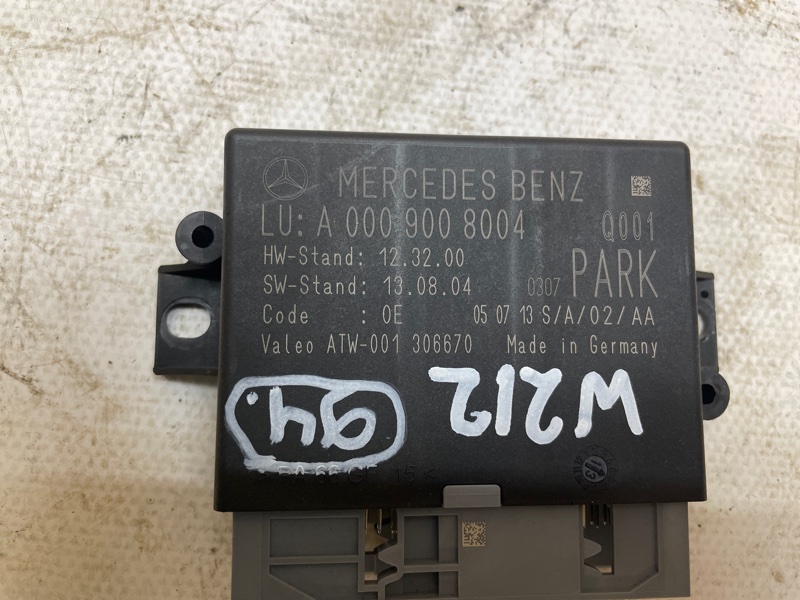 MERCEDES BENZ
LU: A 000 900 8004 Q001
HW-Stand: 12.32.00
SW-Stand: 13.08.04 0307 PARK
Code : 0E 05 07 13 S/A/02/AA
Valeo ATW-001 306670 Made in Germany
W212
94.